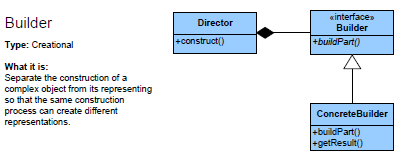 Builder
Type: Creational
What it is:
Separate the construction of a
complex object from its representing
so that the same construction
process can create different
representations.
Director
+construct()
«interface»
Builder
+buildPart()
ConcreteBuilder
+buildPart()
+getResult()